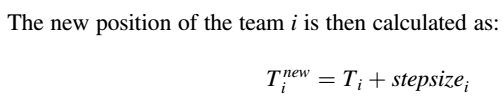 The new position of the team i is then calculated as:
T_i^{new} = T_i + stepsize_i